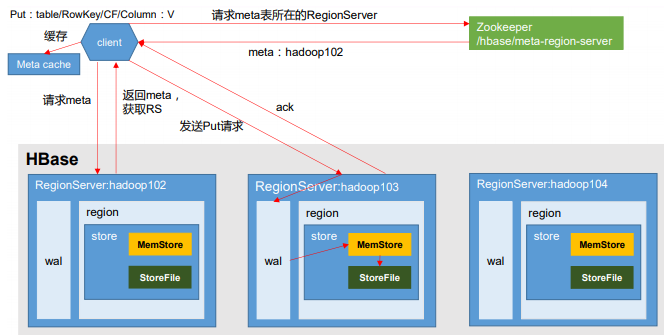 Put：table/RowKey/CF/Column：V
请求meta表所在的RegionServer
Zookeeper
/hbase/meta-region-server
缓存
client
meta：hadoop102
Meta cache
请求meta
返回meta，
获取RS
ack
发送Put请求
HBase
RegionServer:hadoop102
region
store
MemStore
wal
StoreFile
RegionServer:hadoop103
region
store
MemStore
wal
StoreFile
RegionServer:hadoop104
region
store
MemStore
wal
StoreFile